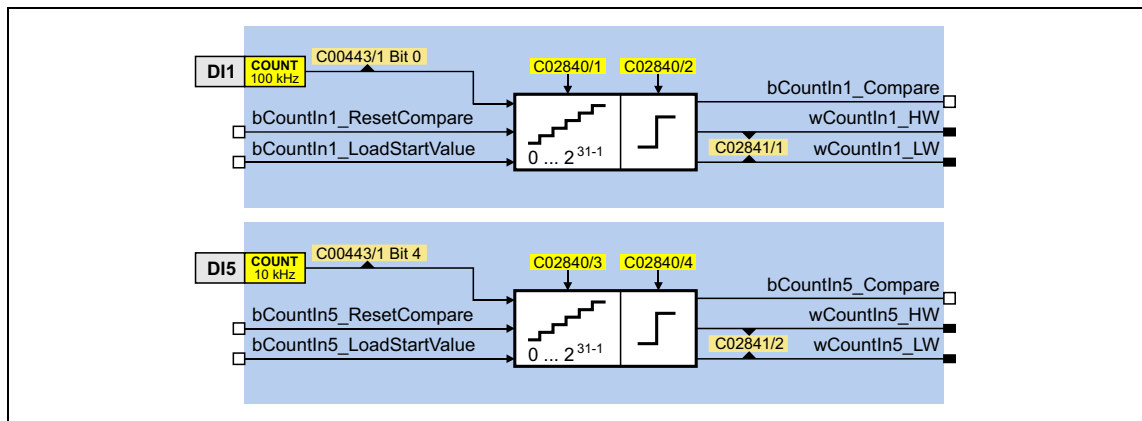 C00443/1 Bit 0
DI1
COUNT
100 kHz
C02840/1
C02840/2
bCountIn1_Compare
bCountIn1_ResetCompare
wCountIn1_HW
bCountIn1_LoadStartValue
0 ... 2 31-1
C02841/1
wCountIn1_LW
C00443/1 Bit 4
DI5
COUNT
10 kHz
C02840/3
C02840/4
bCountIn5_Compare
bCountIn5_ResetCompare
wCountIn5_HW
bCountIn5_LoadStartValue
0 ... 2 31-1
C02841/2
wCountIn5_LW